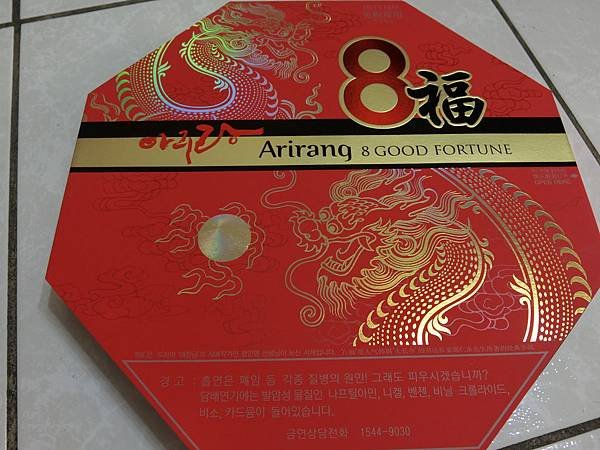 8福
아리랑 Arirang 8 GOOD FORTUNE
OPEN HERE
경고 : 흡연은 폐암 등 각종 질병의 원인! 그래도 피우시겠습니까?
담배연기에는 발암성 물질인 나프틸아민, 니켈, 벤젠, 비닐 크롤라이드,
비소, 카드뮴이 들어있습니다.
금연상담전화 1544-9030